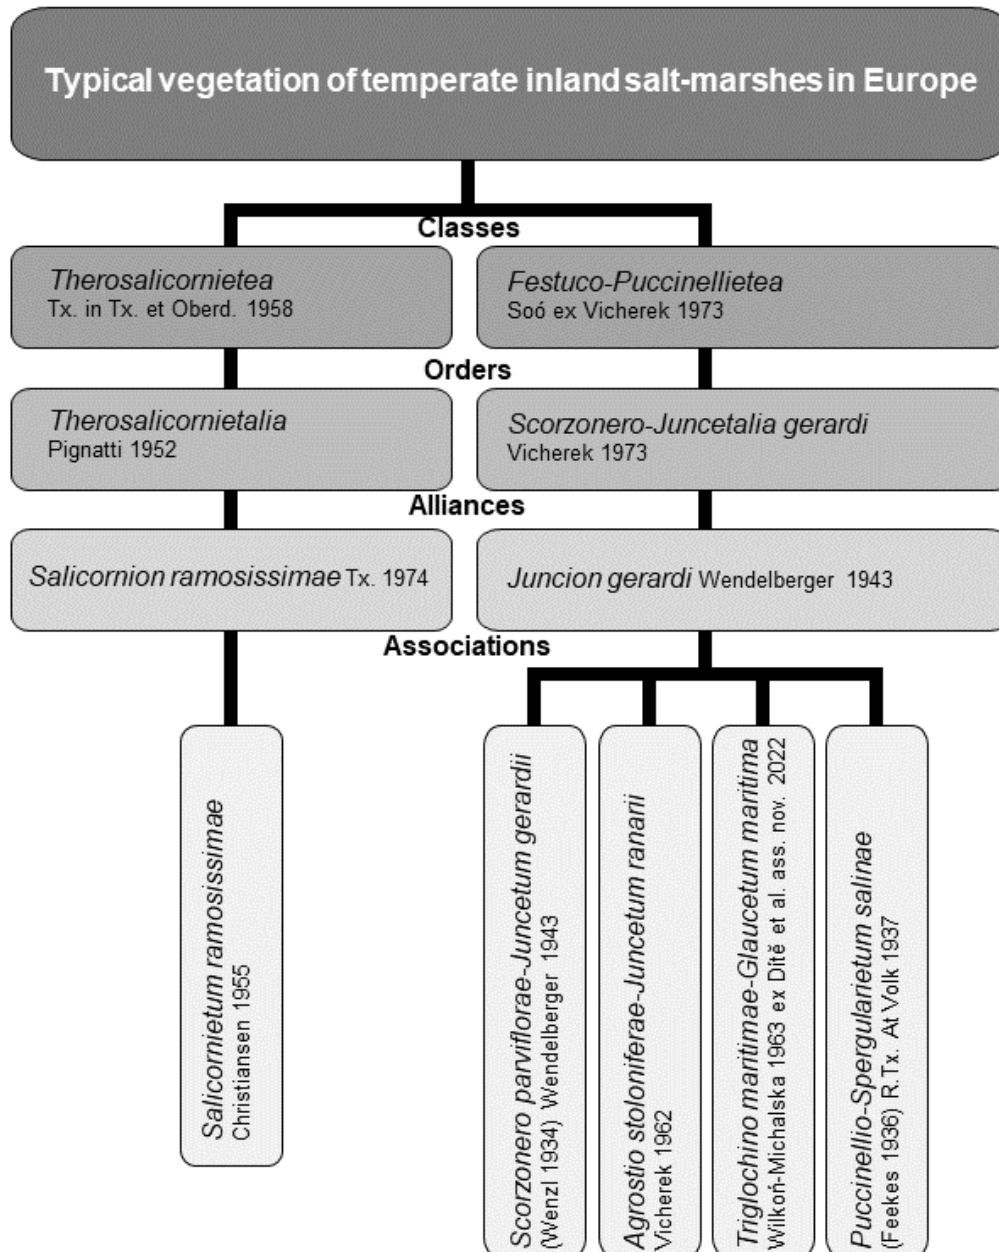 Typical vegetation of temperate inland salt-marshes in Europe
Classes
Therosalicornietea
Tx. in Tx. et Oberd. 1958
Festuco-Puccinellietea
Soó ex Vicherek 1973
Orders
Therosalicornietalia
Pignatti 1952
Scorzonero-Juncetalia gerardi
Vicherek 1973
Alliances
Salicornion ramosissimae Tx. 1974
Juncion gerardi Wendelberger 1943
Associations
Salicornietum ramosissimae
Christiansen 1955
Scorzonero parviflorae-Juncetum gerardii
(Wenzl 1934) Wendelberger 1943
Agrostio stoloniferae-Juncetum ranarii
Vicherek 1962
Triglochino maritimae-Glaucetum maritima
Wilkoń-Michalska 1963 ex Dítě et al. ass. nov. 2022
Puccinellio-Spergularietum salinae
(Feekes 1936) R.Tx. At Volk 1937